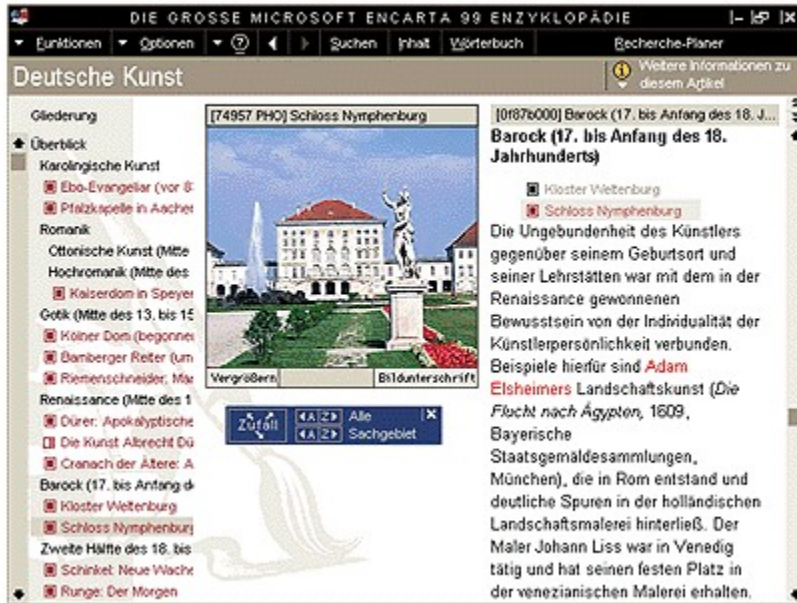 DIE GROSSE MICROSOFT ENCARTA 99 ENZYKLOPÄDIE
Funktionen Optionen Suchen Inhalt Wörterbuch Recherche-Planer
Deutsche Kunst
Weitere Informationen zu
diesem Artikel
Gliederung
Überblick
Karolingische Kunst
Ebo-Evangeliar (vor 8
Pfalzkapelle in Aachen
Romanik
Ottonische Kunst (Mitte
Hochromanik (Mitte des
Kaiserdom in Speyer
Gotik (Mitte des 13. bis 15
Kölner Dom (begonnen
Bamberger Reiter (um
Riemenschneider: Mar
Renaissance (Mitte des 1
Dürer: Apokalyptische
Die Kunst Albrecht Dü
Cranach der Ältere: A
Barock (17. bis Anfang d
Kloster Weltenburg
Schloss Nymphenburg
Zweite Hälfte des 18. bis
Schinkel: Neue Wache
Runge: Der Morgen
[74957 PHO] Schloss Nymphenburg
Vergrößern Bildunterschrift
Zufall
A Z Alle
A Z Sachgebiet
[0f87b000] Barock (17. bis Anfang des 18. J...
Barock (17. bis Anfang des 18.
Jahrhunderts)
Kloster Weltenburg
Schloss Nymphenburg
Die Ungebundenheit des Künstlers
gegenüber seinem Geburtsort und
seiner Lehrstätten war mit dem in der
Renaissance gewonnenen
Bewusstsein von der Individualität der
Künstlerpersönlichkeit verbunden.
Beispiele hierfür sind Adam
Elsheimers Landschaftskunst (Die
Flucht nach Ägypten, 1609,
Bayerische
Staatsgemäldesammlungen,
München), die in Rom entstand und
deutliche Spuren in der holländischen
Landschaftsmalerei hinterließ. Der
Maler Johann Liss war in Venedig
tätig und hat seinen festen Platz in
der venezianischen Malerei erhalten.